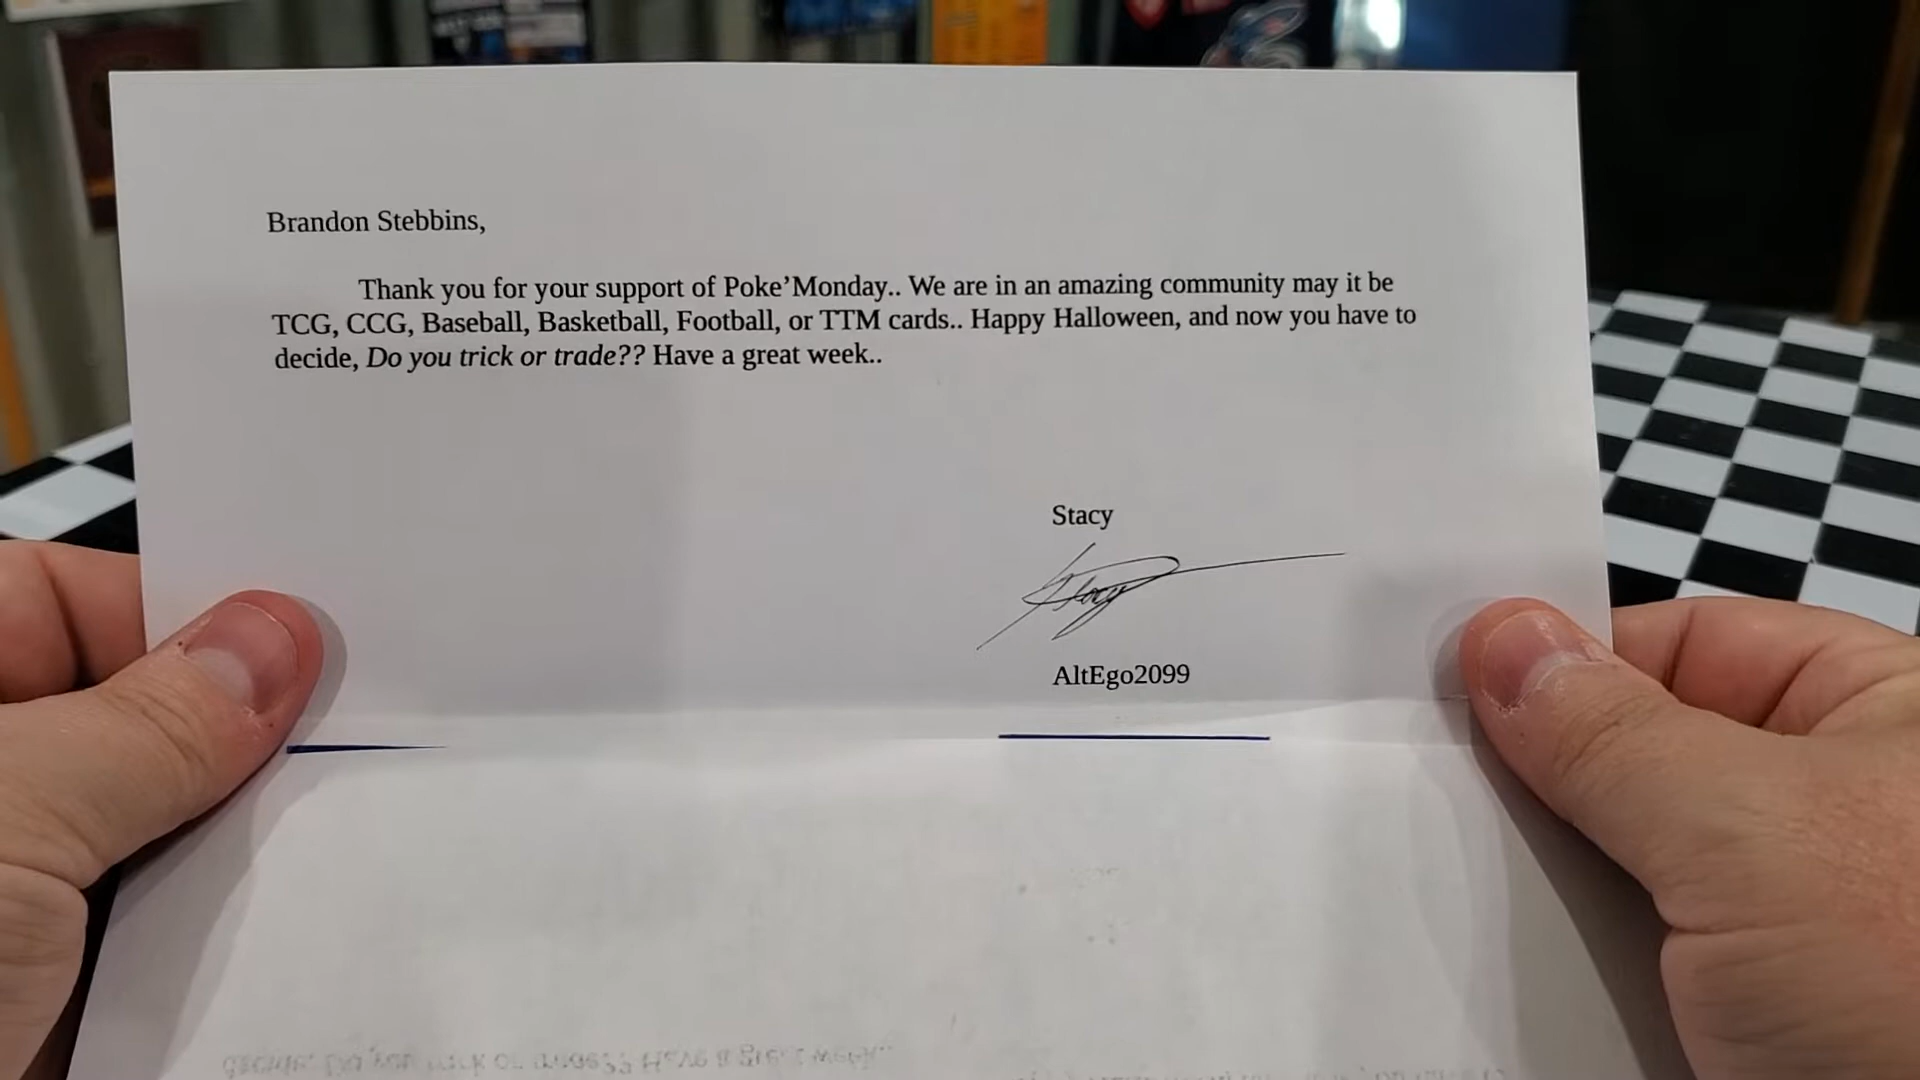 Brandon Stebbins,
Thank you for your support of Poke’Monday.. We are in an amazing community may it be
TCG, CCG, Baseball, Basketball, Football, or TTM cards.. Happy Halloween, and now you have to
decide, Do you trick or trade?? Have a great week..
Stacy
Stacy
AltEgo2099